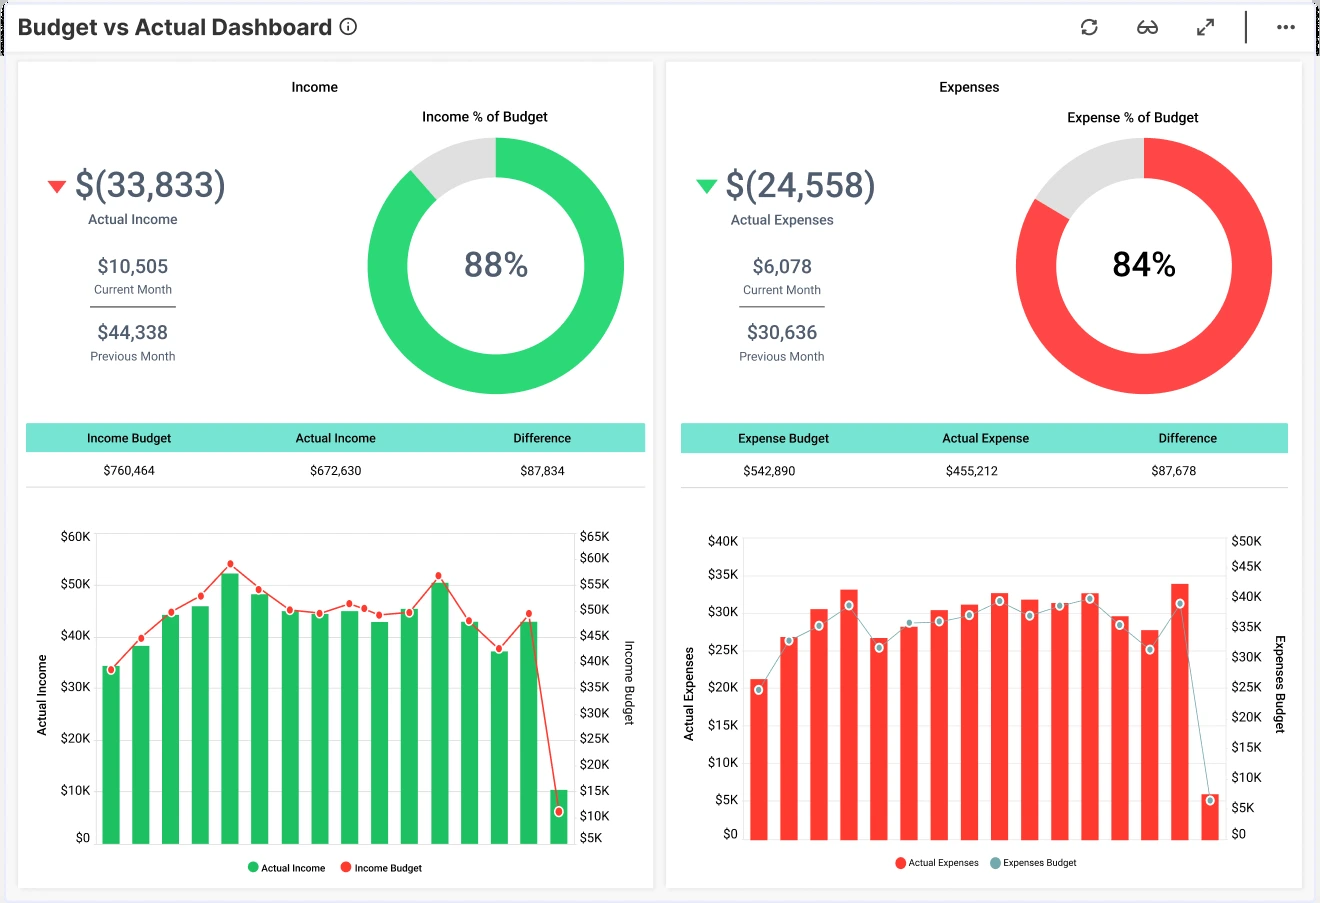 Budget vs Actual Dashboard
Income
Income % of Budget
$(33,833)
Actual Income
$10,505
Current Month
$44,338
Previous Month
88%
Income Budget Actual Income Difference
$760,464 $672,630 $87,834
$60K
$50K
$40K
$30K
$20K
$10K
$0
Actual Income
$65K
$60K
$55K
$50K
$45K
$40K
$35K
$30K
$25K
$20K
$15K
$10K
$5K
Income Budget
Actual Income Income Budget
Expenses
Expense % of Budget
$(24,558)
Actual Expenses
$6,078
Current Month
$30,636
Previous Month
84%
Expense Budget Actual Expense Difference
$542,890 $455,212 $87,678
$40K
$35K
$30K
$25K
$20K
$15K
$10K
$5K
$0
Actual Expenses
$50K
$45K
$40K
$35K
$30K
$25K
$20K
$15K
$10K
$5K
$0
Expenses Budget
Actual Expenses Expenses Budget